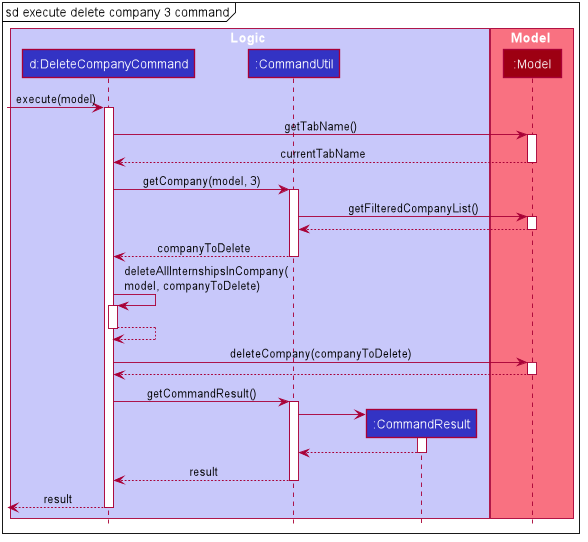 sd execute delete company 3 command
Logic
Model
d:DeleteCompanyCommand
:CommandUtil
:Model
execute(model)
getTabName()
currentTabName
getCompany(model, 3)
getFilteredCompanyList()
companyToDelete
deleteAllInternshipsInCompany(
model, companyToDelete)
deleteCompany(companyToDelete)
getCommandResult()
:CommandResult
result
result